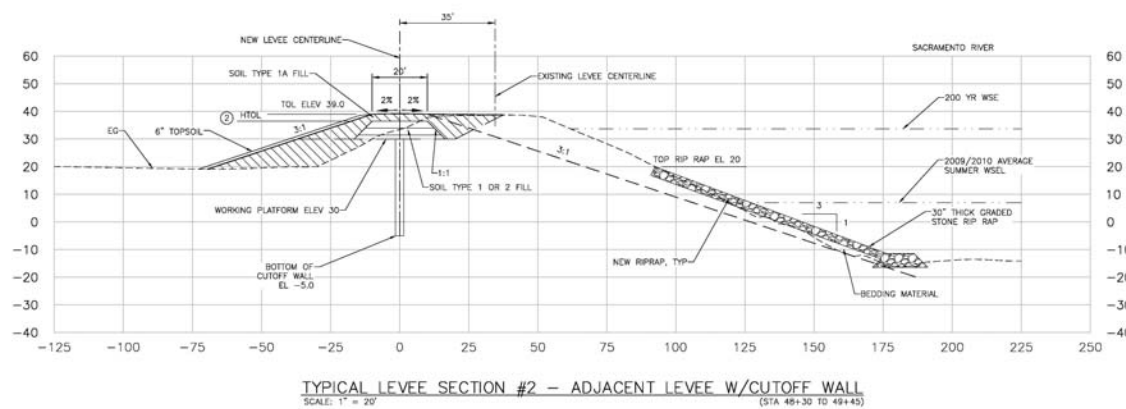 35'
NEW LEVEE CENTERLINE
SACRAMENTO RIVER
60
60
SOIL TYPE 1A FILL
20'
EXISTING LEVEE CENTERLINE
50
50
2% 2%
TOL ELEV 39.0
200 YR WSE
40
40
2 HTOL
EG
6" TOPSOIL
3:1
30
30
3:1
TOP RIP RAP EL 20
2009/2010 AVERAGE
SUMMER WSEL
20
20
1:1
SOIL TYPE 1 OR 2 FILL
10
10
WORKING PLATFORM ELEV 30
3
1
30" THICK GRADED
STONE RIP RAP
0
0
-10
-10
BOTTOM OF
CUTOFF WALL
EL -5.0
NEW RIPRAP, TYP
-20
-20
BEDDING MATERIAL
-30
-30
-40
-40
-125
-100
-75
-50
-25
0
25
50
75
100
125
150
175
200
225
250
TYPICAL LEVEE SECTION #2 - ADJACENT LEVEE W/CUTOFF WALL
SCALE: 1" = 20'
(STA 48+30 TO 49+45)